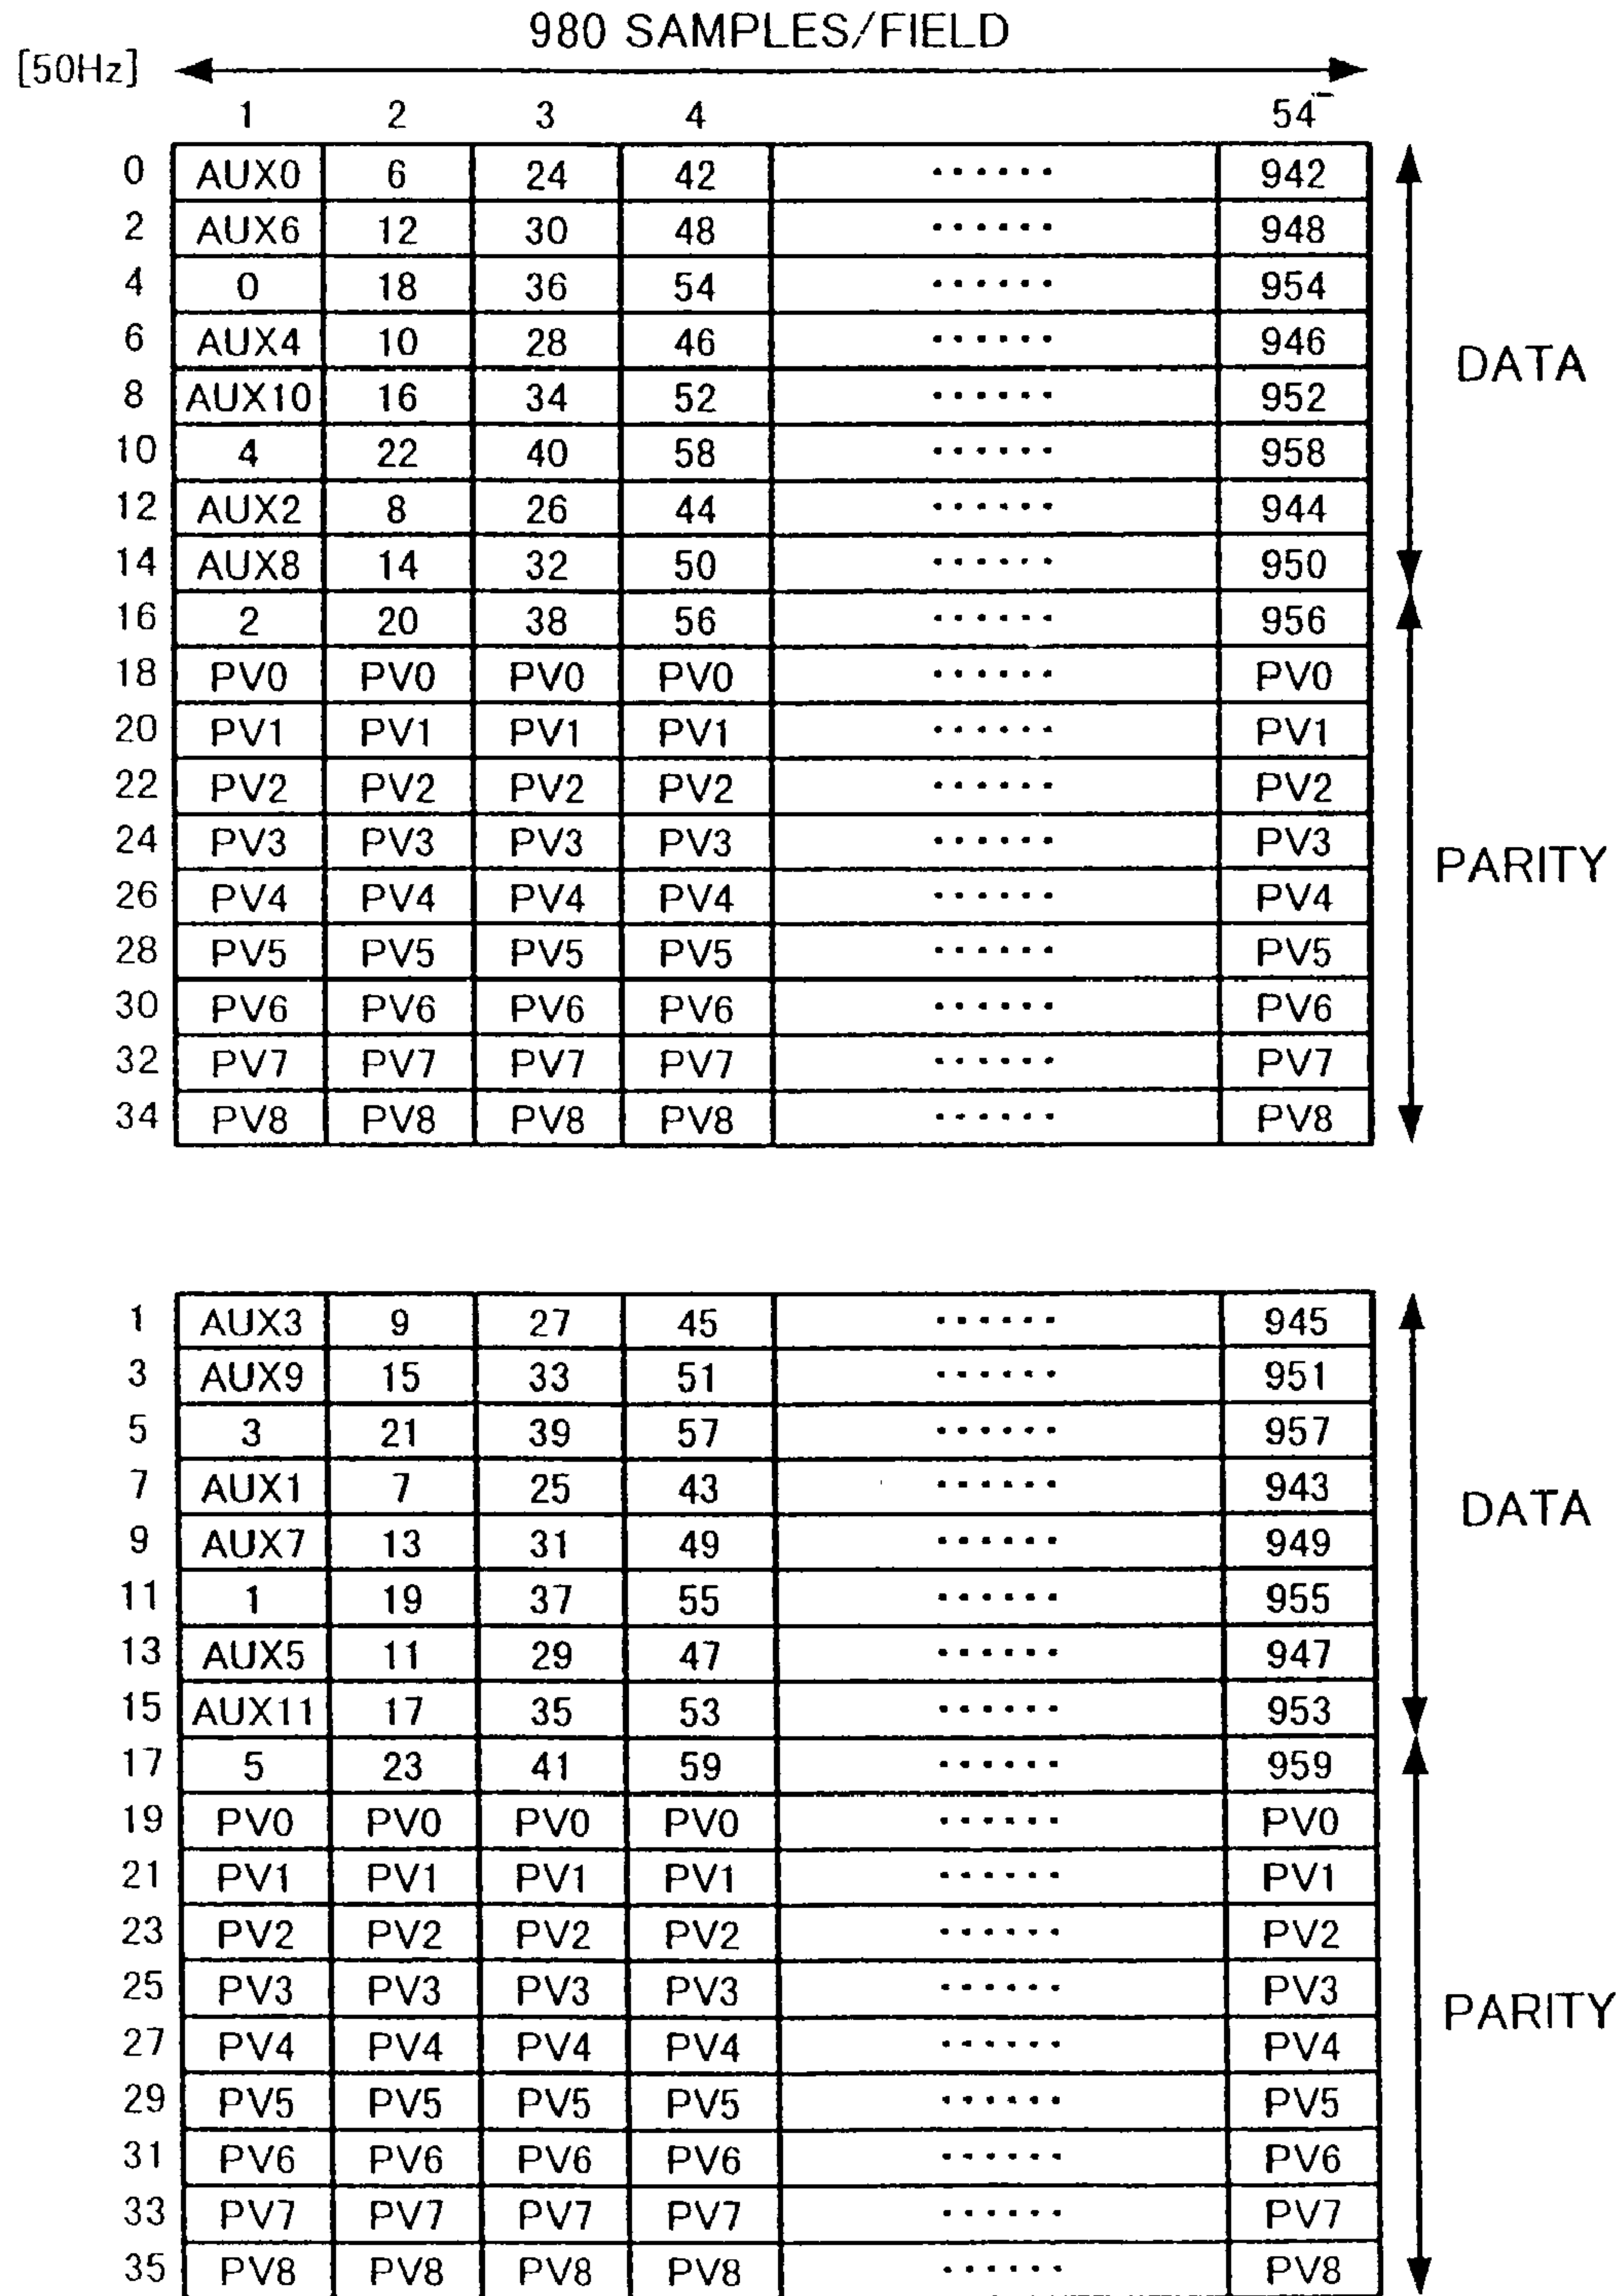 980 SAMPLES/FIELD
[50Hz]
1 2 3 4 54
0 AUX0 6 24 42 ...... 942
2 AUX6 12 30 48 ...... 948
4 0 18 36 54 ...... 954
6 AUX4 10 28 46 ...... 946
DATA
8 AUX10 16 34 52 ...... 952
10 4 22 40 58 ...... 958
12 AUX2 8 26 44 ...... 944
14 AUX8 14 32 50 ...... 950
16 2 20 38 56 ...... 956
18 PV0 PV0 PV0 PV0 ...... PV0
20 PV1 PV1 PV1 PV1 ...... PV1
22 PV2 PV2 PV2 PV2 ...... PV2
24 PV3 PV3 PV3 PV3 ...... PV3
PARITY
26 PV4 PV4 PV4 PV4 ...... PV4
28 PV5 PV5 PV5 PV5 ...... PV5
30 PV6 PV6 PV6 PV6 ...... PV6
32 PV7 PV7 PV7 PV7 ...... PV7
34 PV8 PV8 PV8 PV8 ...... PV8
1 AUX3 9 27 45 ...... 945
3 AUX9 15 33 51 ...... 951
5 3 21 39 57 ...... 957
7 AUX1 7 25 43 ...... 943
DATA
9 AUX7 13 31 49 ...... 949
11 1 19 37 55 ...... 955
13 AUX5 11 29 47 ...... 947
15 AUX11 17 35 53 ...... 953
17 5 23 41 59 ...... 959
19 PV0 PV0 PV0 PV0 ...... PV0
21 PV1 PV1 PV1 PV1 ...... PV1
23 PV2 PV2 PV2 PV2 ...... PV2
25 PV3 PV3 PV3 PV3 ...... PV3
PARITY
27 PV4 PV4 PV4 PV4 ...... PV4
29 PV5 PV5 PV5 PV5 ...... PV5
31 PV6 PV6 PV6 PV6 ...... PV6
33 PV7 PV7 PV7 PV7 ...... PV7
35 PV8 PV8 PV8 PV8 ...... PV8